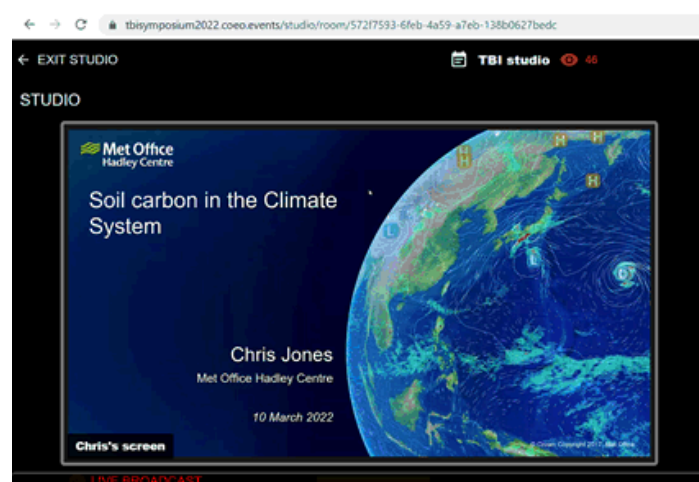 tbisymposium2022.coeo.events/studio/room/572f7593-6feb-4a59-a7eb-138b0627bedc
← EXIT STUDIO
TBI studio 46
STUDIO
Met Office
Hadley Centre
Soil carbon in the Climate
System
H
H
H
H
L
L
D
Chris Jones
Met Office Hadley Centre
10 March 2022
Chris's screen
© Crown Copyright 2017, Met Office
LIVE BROADCAST